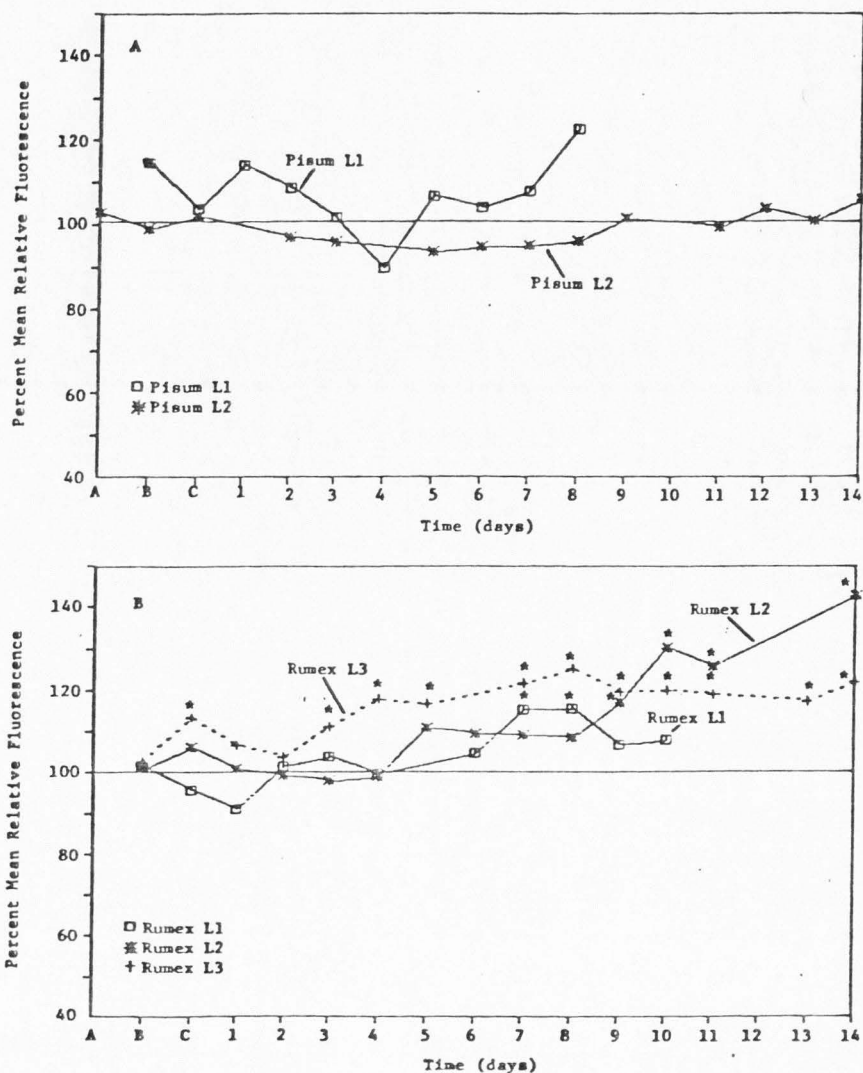 140
A
Pisum L1
120
100
Pisum L2
80
□ Pisum L1
60
✳ Pisum L2
40
A B C 1 2 3 4 5 6 7 8 9 10 11 12 13 14
Time (days)
Percent Mean Relative Fluorescence
140
B
Rumex L2
Rumex L3
120
Rumex L1
100
80
□ Rumex L1
60
✳ Rumex L2
+ Rumex L3
40
A B C 1 2 3 4 5 6 7 8 9 10 11 12 13 14
Time (days)
Percent Mean Relative Fluorescence